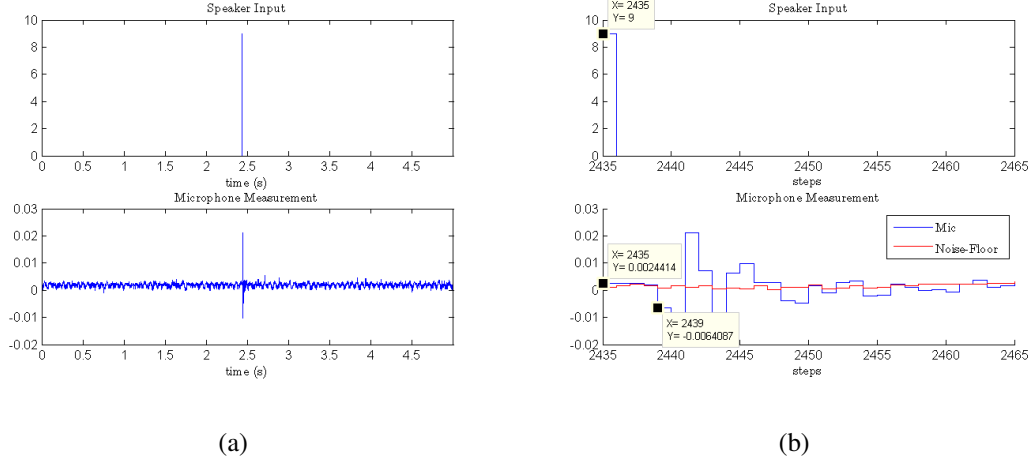 Speaker Input
10
8
6
4
2
0
0 0.5 1 1.5 2 2.5 3 3.5 4 4.5
time (s)
Microphone Measurement
0.03
0.02
0.01
0
-0.01
-0.02
0 0.5 1 1.5 2 2.5 3 3.5 4 4.5
time (s)
(a)
Speaker Input
X= 2435
Y= 9
10
8
6
4
2
0
2435 2440 2445 2450 2455 2460 2465
steps
Microphone Measurement
0.03
0.02
0.01
0
-0.01
-0.02
Mic
Noise-Floor
X= 2435
Y= 0.0024414
X= 2439
Y= -0.0064087
2435 2440 2445 2450 2455 2460 2465
steps
(b)